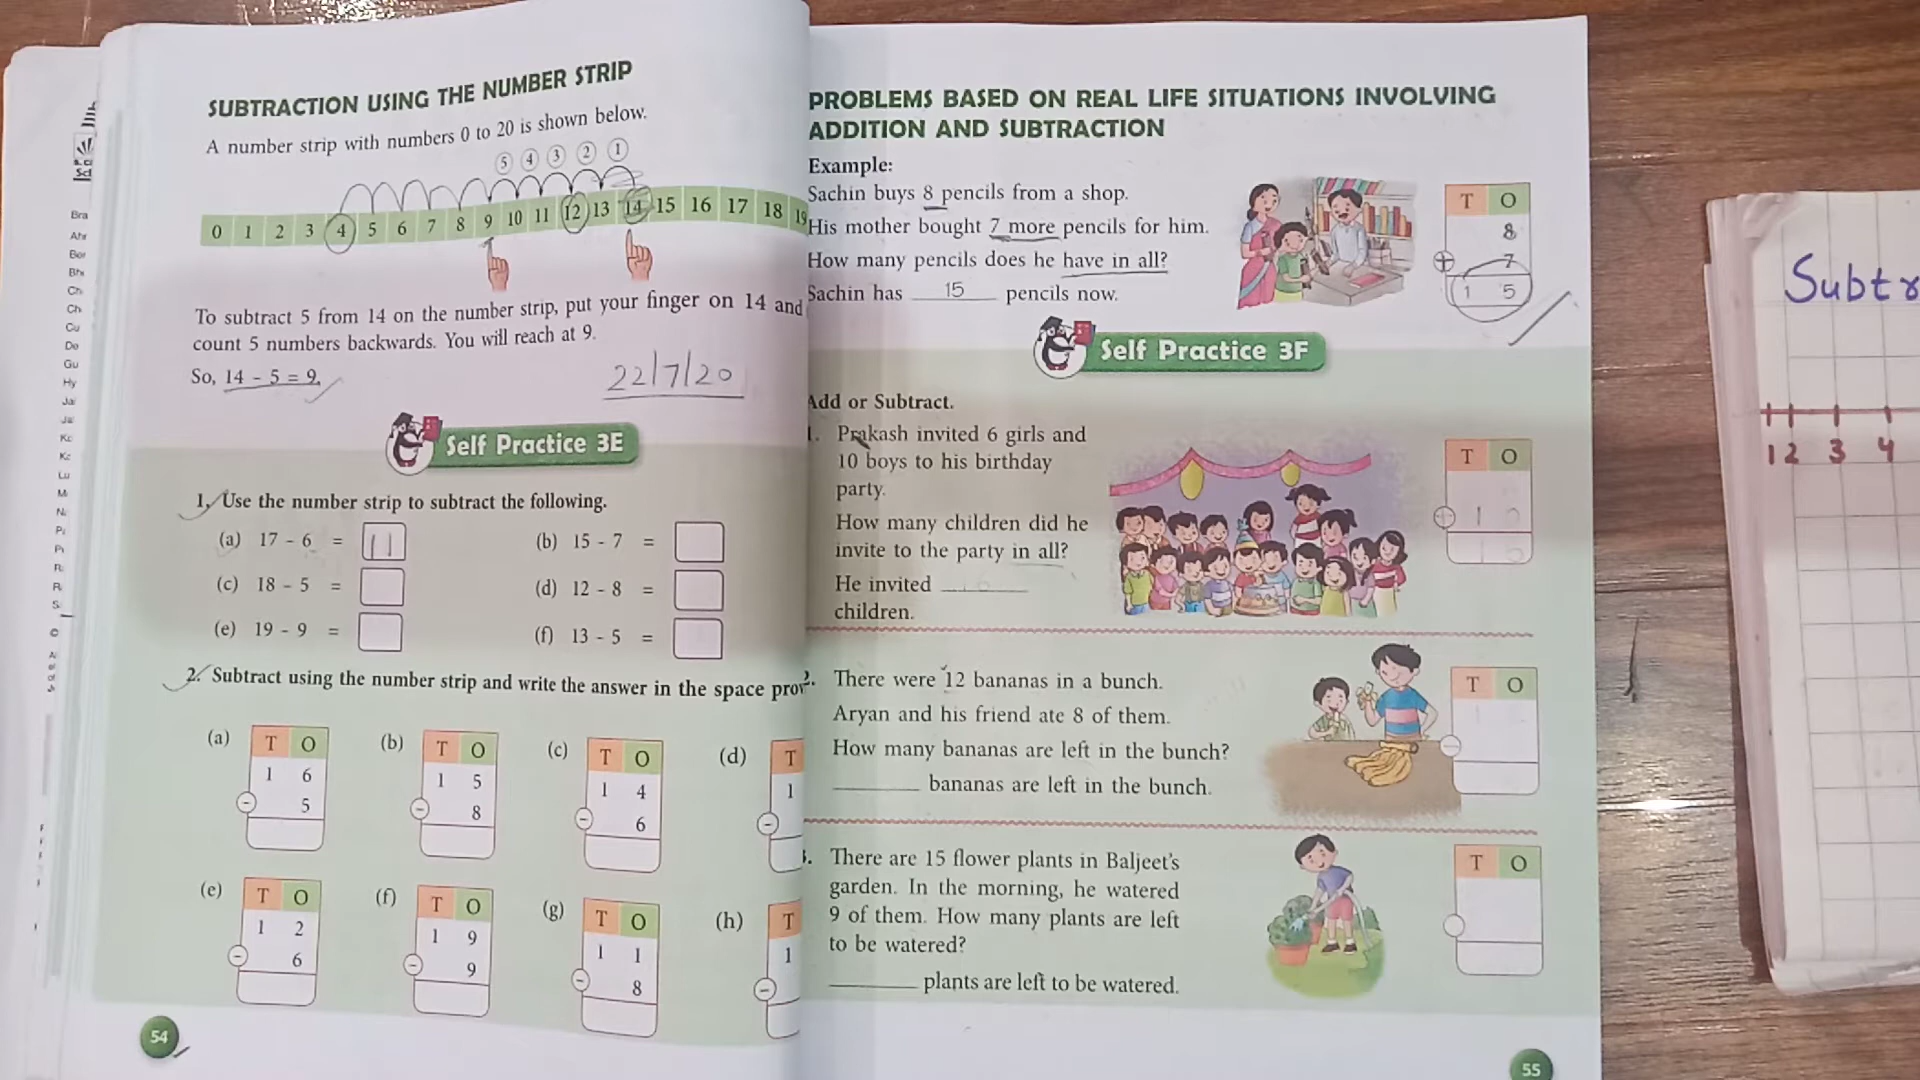 SUBTRACTION USING THE NUMBER STRIP
A number strip with numbers 0 to 20 is shown below.
5 4 3 2 1
0 1 2 3 4 5 6 7 8 9 10 11 12 13 14 15 16 17 18 19
To subtract 5 from 14 on the number strip, put your finger on 14 and
count 5 numbers backwards. You will reach at 9.
So, 14 - 5 = 9.
22/7/20
Self Practice 3E
1. Use the number strip to subtract the following.
(a) 17 - 6 = 11
(b) 15 - 7 =
(c) 18 - 5 =
(d) 12 - 8 =
(e) 19 - 9 =
(f) 13 - 5 =
2. Subtract using the number strip and write the answer in the space
(a) T O
1 6
- 5
(b) T O
1 5
- 8
(c) T O
1 4
- 6
(d) T
1
-
(e) T O
1 2
- 6
(f) T O
1 9
- 9
(g) T O
1 1
- 8
(h) T
1
-
54
PROBLEMS BASED ON REAL LIFE SITUATIONS INVOLVING
ADDITION AND SUBTRACTION
Example:
Sachin buys 8 pencils from a shop.
His mother bought 7 more pencils for him.
How many pencils does he have in all?
Sachin has 15 pencils now.
T O
8
+ 7
1 5
Self Practice 3F
Add or Subtract.
1. Prakash invited 6 girls and
10 boys to his birthday
party.
How many children did he
invite to the party in all?
He invited ______
children.
T O
+ 1
2. There were 12 bananas in a bunch.
Aryan and his friend ate 8 of them.
How many bananas are left in the bunch?
______ bananas are left in the bunch.
T O
-
3. There are 15 flower plants in Baljeet's
garden. In the morning, he watered
9 of them. How many plants are left
to be watered?
______ plants are left to be watered.
T O
55
1 2 3 4